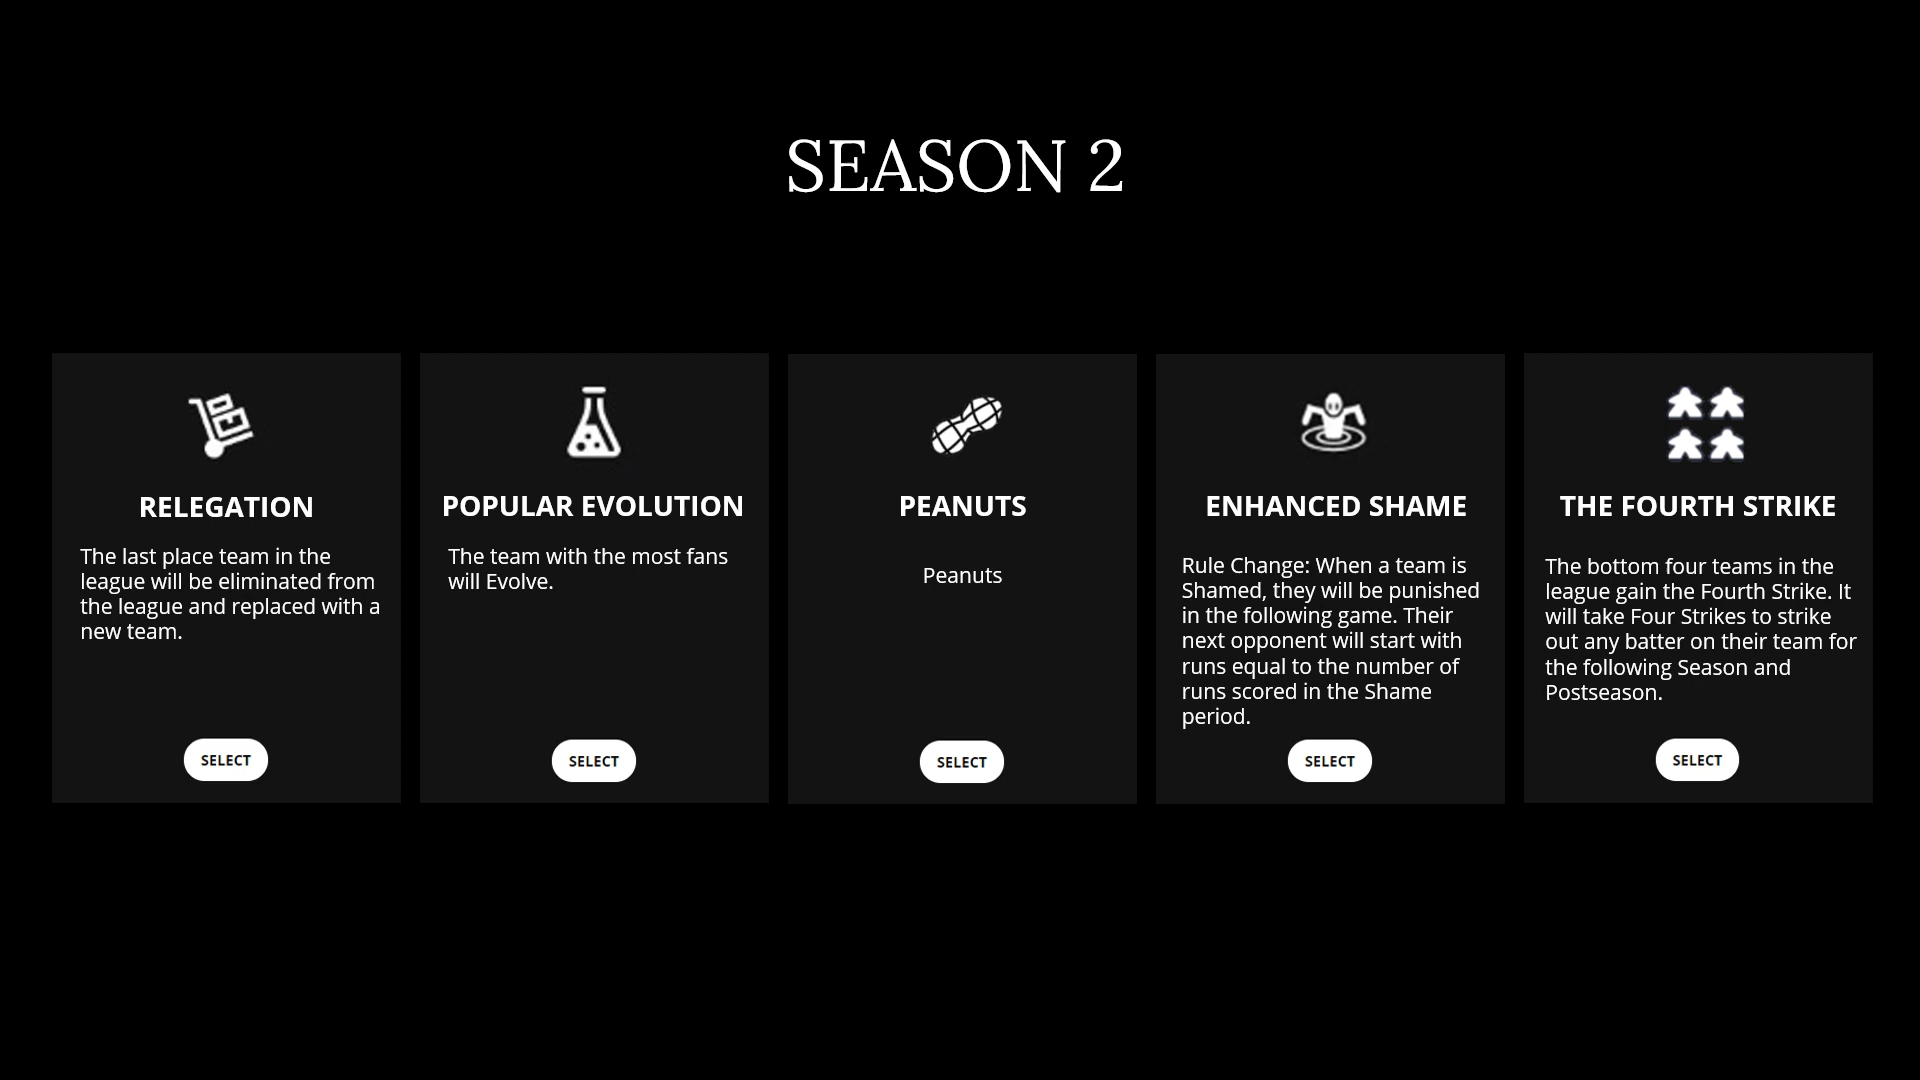 SEASON 2
RELEGATION
The last place team in the
league will be eliminated from
the league and replaced with a
new team.
SELECT
POPULAR EVOLUTION
The team with the most fans
will Evolve.
SELECT
PEANUTS
Peanuts
SELECT
ENHANCED SHAME
Rule Change: When a team is
Shamed, they will be punished
in the following game. Their
next opponent will start with
runs equal to the number of
runs scored in the Shame
period.
SELECT
THE FOURTH STRIKE
The bottom four teams in the
league gain the Fourth Strike. It
will take Four Strikes to strike
out any batter on their team for
the following Season and
Postseason.
SELECT